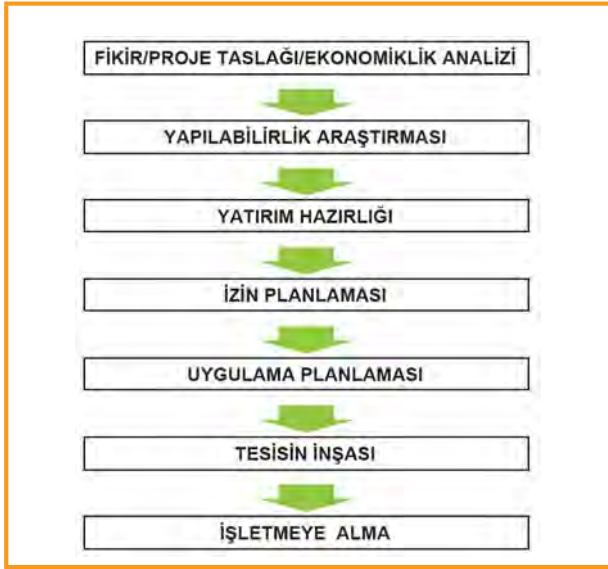 FİKİR/PROJE TASLAĞI/EKONOMİKLİK ANALİZİ
YAPILABİLİRLİK ARAŞTIRMASI
YATIRIM HAZIRLIĞI
İZİN PLANLAMASI
UYGULAMA PLANLAMASI
TESİSİN İNŞASI
İŞLETMEYE ALMA